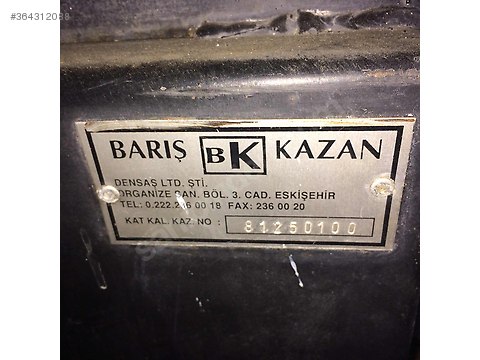 #364312088
BARIŞ BK KAZAN
DENSAŞ LTD. ŞTİ.
ORGANİZE SAN. BÖL. 3. CAD. ESKİŞEHİR
TEL: 0.222.236 00 18 FAX: 236 00 20
KAT KAL. KAZ. NO : 81250100